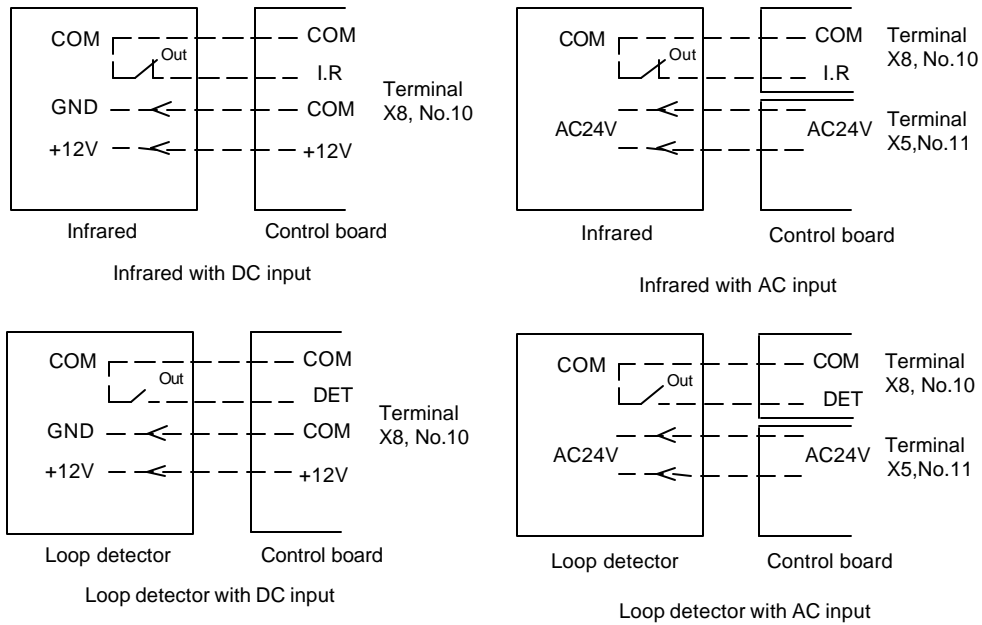 COM
Out
COM
I.R
GND
COM
+12V
+12V
Terminal
X8, No.10
Infrared
Control board
Infrared with DC input
COM
Out
COM
I.R
Terminal
X8, No.10
AC24V
AC24V
Terminal
X5,No.11
Infrared
Control board
Infrared with AC input
COM
Out
COM
DET
GND
COM
+12V
+12V
Terminal
X8, No.10
Loop detector
Control board
Loop detector with DC input
COM
Out
COM
DET
Terminal
X8, No.10
AC24V
AC24V
Terminal
X5,No.11
Loop detector
Control board
Loop detector with AC input